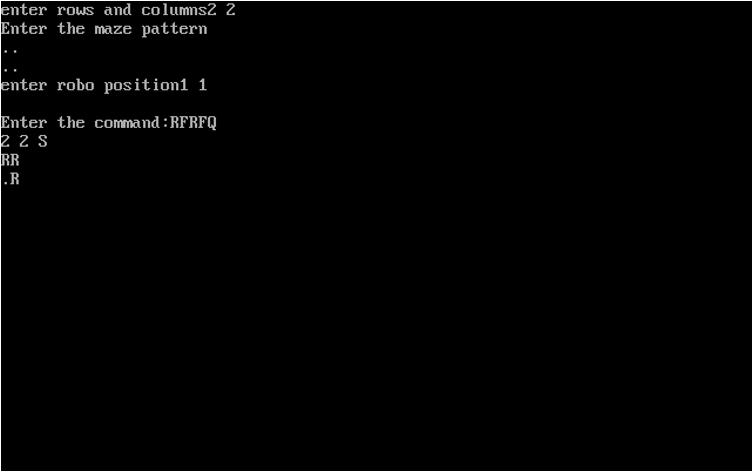 enter rows and columns2 2
Enter the maze pattern
..
..
enter robo position1 1
Enter the command:RFRFQ
2 2 S
RR
.R